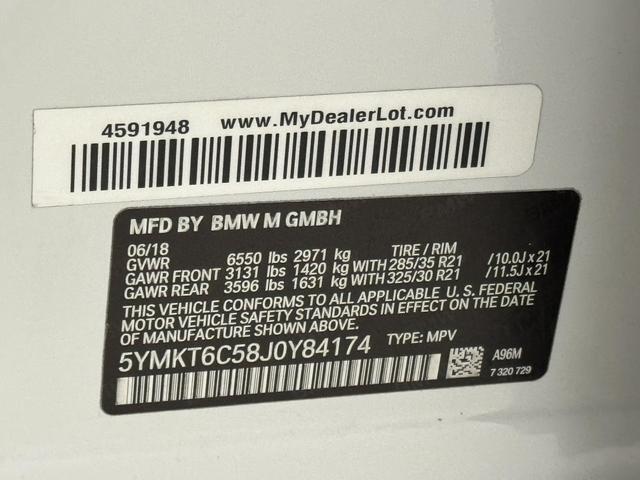 4591948 www.MyDealerLot.com
MFD BY BMW M GMBH
06/18
GVWR 6550 lbs 2971 kg TIRE / RIM
GAWR FRONT 3131 lbs 1420 kg WITH 285/35 R21 /10.0J x 21
GAWR REAR 3596 lbs 1631 kg WITH 325/30 R21 /11.5J x 21
THIS VEHICLE CONFORMS TO ALL APPLICABLE U. S. FEDERAL
MOTOR VEHICLE SAFETY STANDARDS IN EFFECT ON THE DATE
OF MANUFACTURE SHOWN ABOVE.
5YMKT6C58J0Y84174 TYPE: MPV
A96M
7 320 729